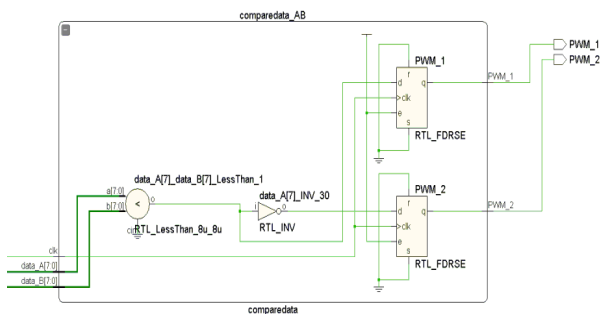 comparedata_AB
PWM_1
r
d q
clk
e
s
RTL_FDRSE
PWM_1
PWM_1
PWM_2
data_A[7]_data_B[7]_LessThan_1
a[7:0]
b[7:0]
<
o
RTL_LessThan_8u_8u
data_A[7]_INV_30
i o
RTL_INV
PWM_2
r
d q
clk
e
s
RTL_FDRSE
PWM_2
clk
data_A[7:0]
data_B[7:0]
comparedata